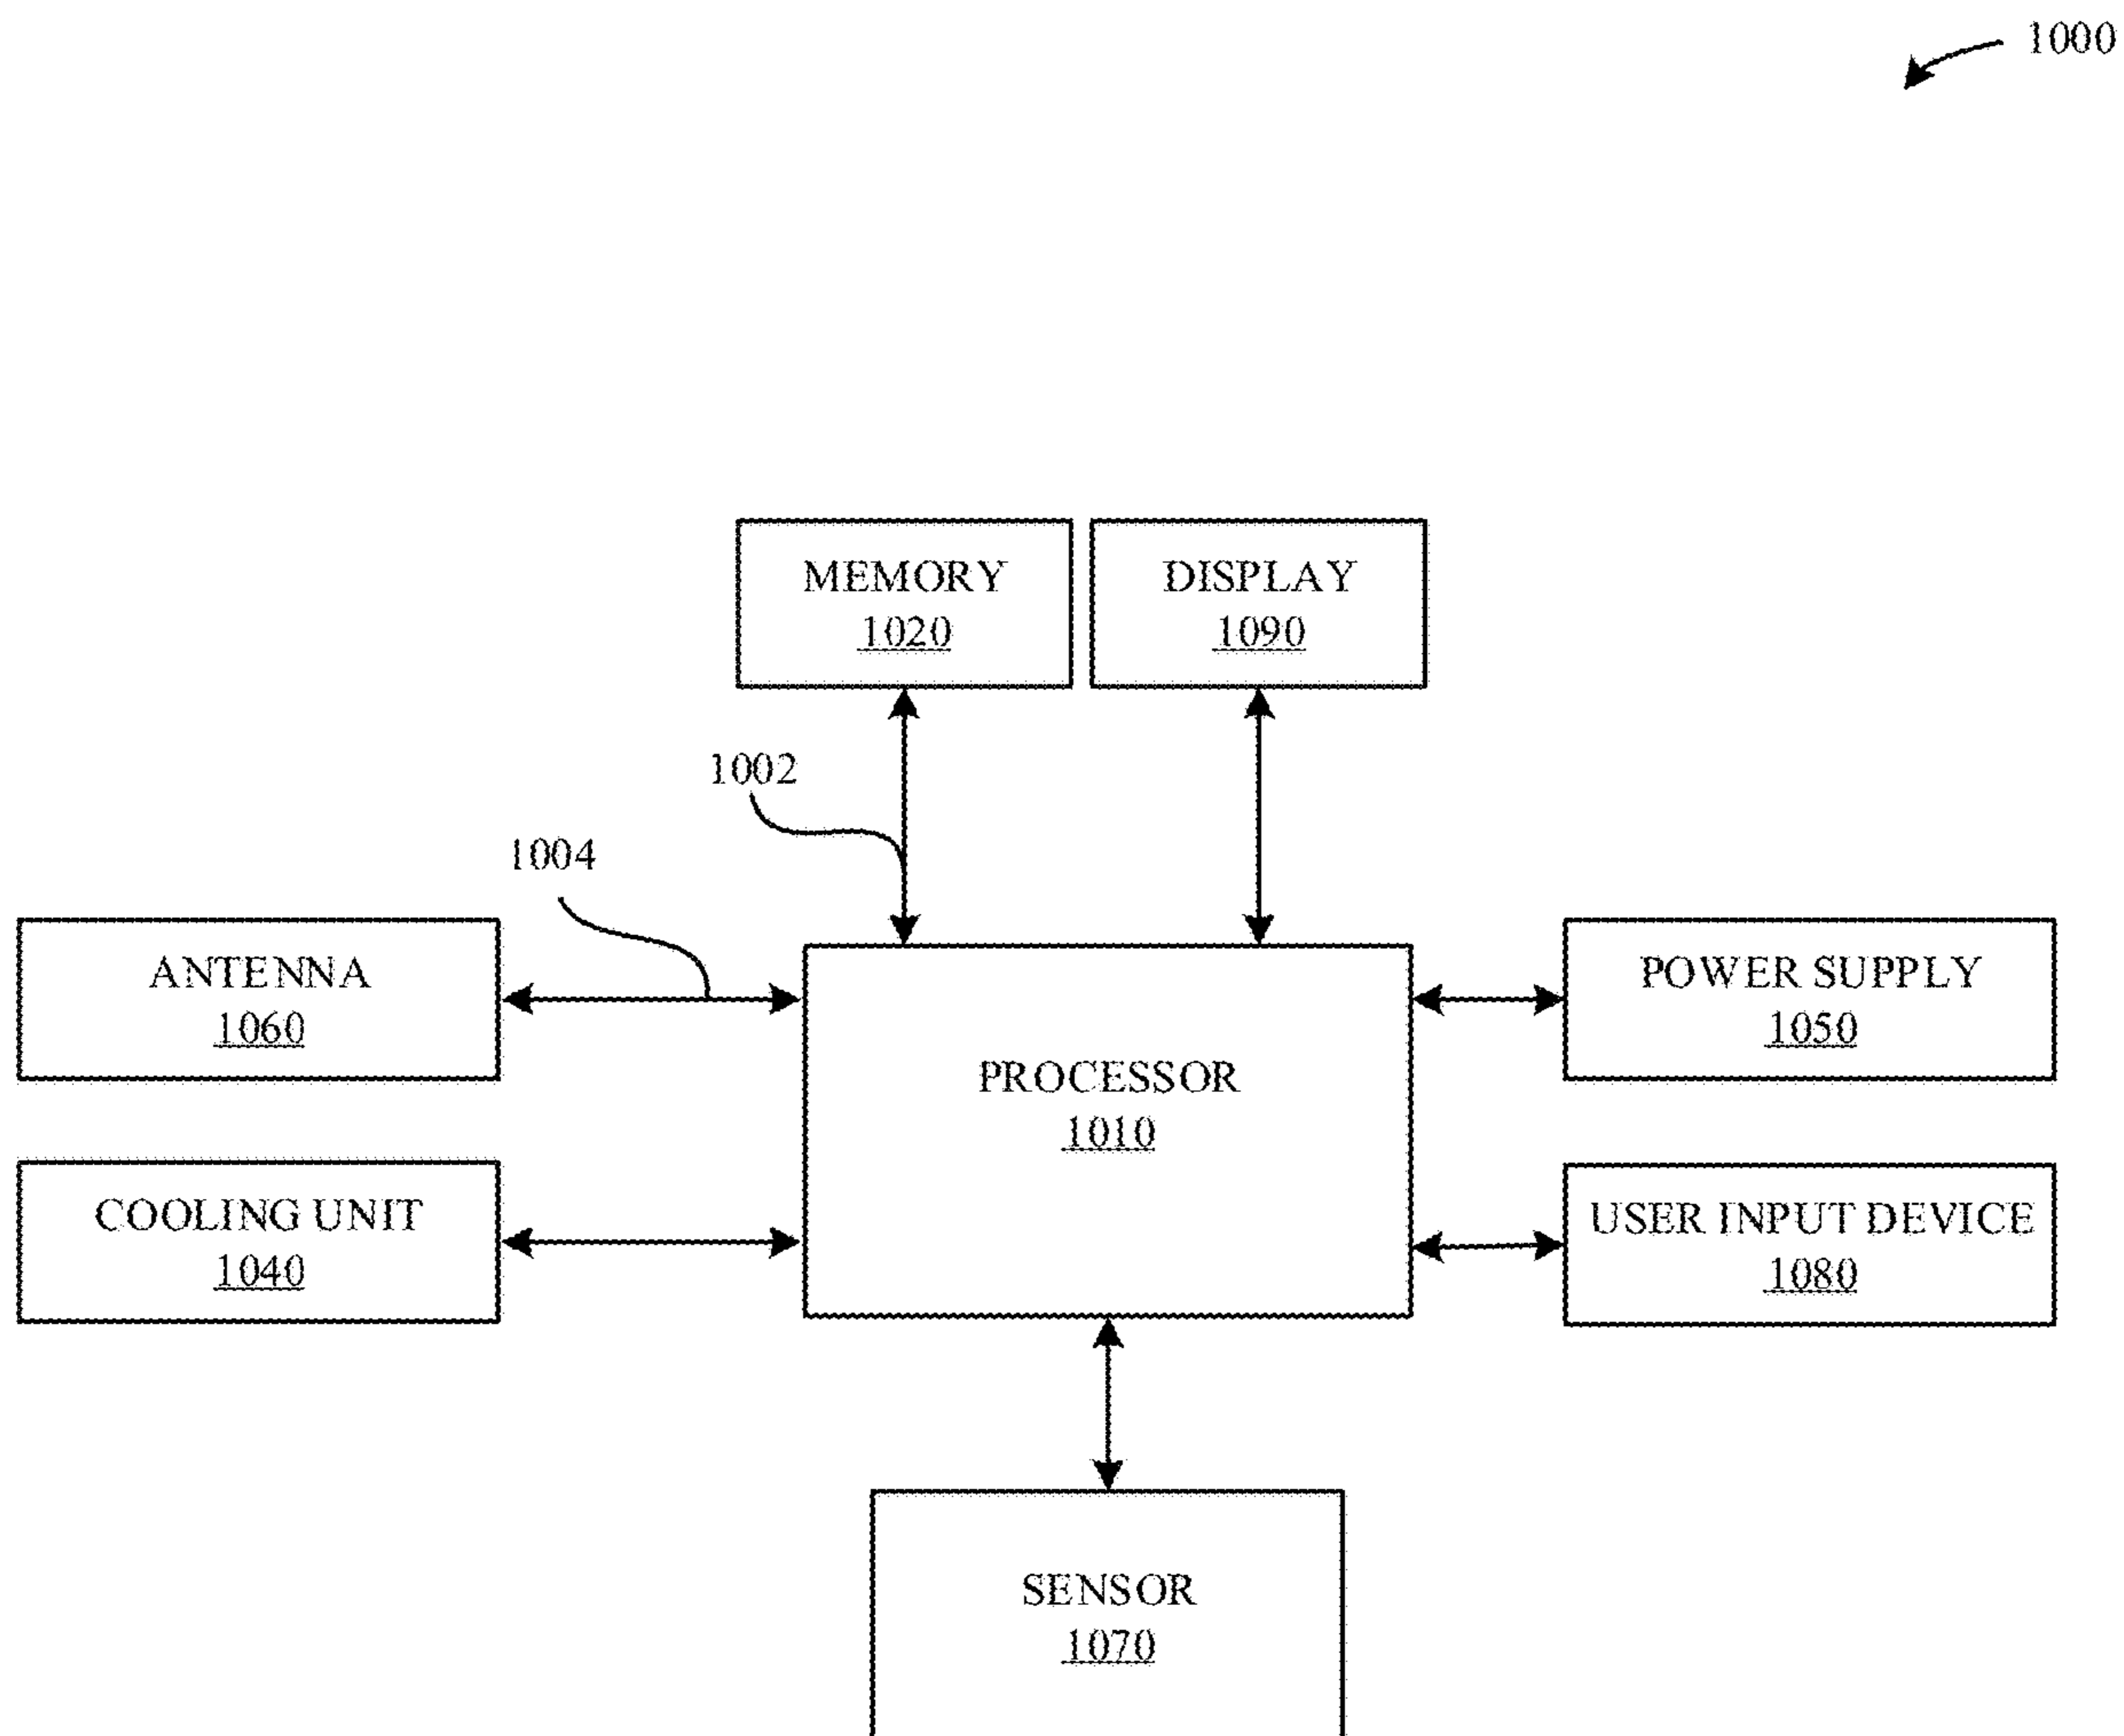 1000
MEMORY
1020
DISPLAY
1090
1002
1004
ANTENNA
1060
PROCESSOR
1010
POWER SUPPLY
1050
COOLING UNIT
1040
USER INPUT DEVICE
1080
SENSOR
1070